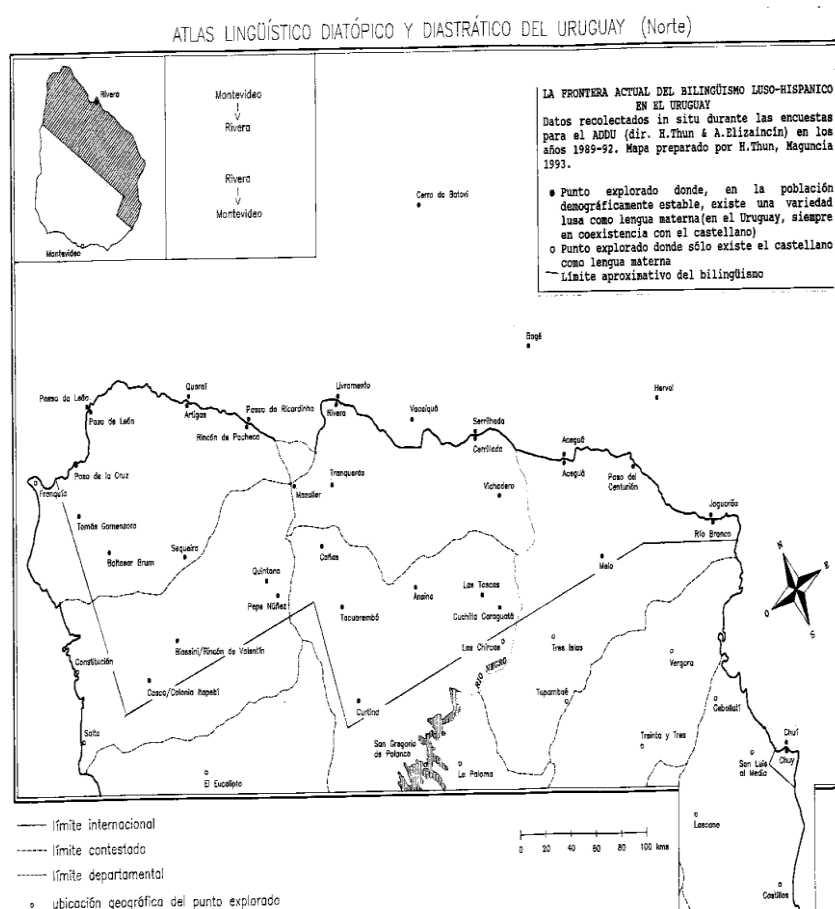 ATLAS LINGÜÍSTICO DIATÓPICO Y DIASTRÁTICO DEL URUGUAY (Norte)
Rivera
Montevideo
Montevideo
Rivera
Rivera
Montevideo
LA FRONTERA ACTUAL DEL BILINGÜISMO LUSO-HISPANICO
EN EL URUGUAY
Datos recolectados in situ durante las encuestas
para el ADDU (dir. H.Thun & A.Elizaincín) en los
años 1989-92. Mapa preparado por H.Thun, Maguncia
1993.
Punto explorado donde, en la población
demográficamente estable, existe una variedad
lusa como lengua materna(en el Uruguay, siempre
en coexistencia con el castellano)
Punto explorado donde sólo existe el castellano
como lengua materna
Límite aproximativo del bilingüismo
Cerro de Batoví
Bagé
Herval
Quaraí
Artigas
Passo de Leão
Paso de León
Passo do Ricardinho
Rincón de Pacheco
Livramento
Rivera
Vacaiquá
Serrilhada
Cerrillada
Aceguá
Aceguá
Paso del
Centurión
Jaguarão
Río Branco
Paso de la Cruz
Franquía
Tomás Gomensoro
Baltasar Brum
Sequeira
Masoller
Tranqueras
Vichadero
Cañas
Quintana
Pepe Núñez
Tacuarembó
Ansina
Las Toscas
Cuchilla Caraguatá
Melo
Las Chircas
Tres Islas
Vergara
Constitución
Biassini/Rincón de Valentín
Casco/Colonia Itapebí
Salto
El Eucalipto
Curtina
RIO NEGRO
San Gregorio
de Polanco
La Paloma
Tupambaé
Treinta y Tres
Cebollatí
Chuí
Chuy
San Luis
al Medio
Lascano
Castillos
N
E
S
O
límite internacional
límite contestado
límite departamental
ubicación geográfica del punto explorado
0 20 40 60 80 100 kms